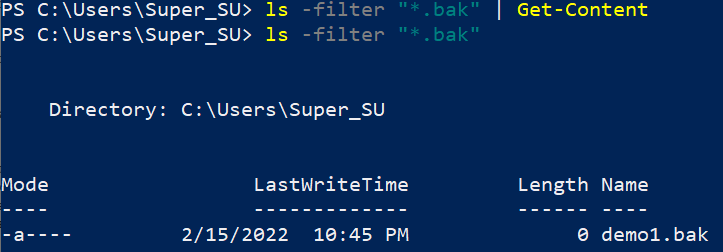 PS C:\Users\Super_SU> ls -filter "*.bak" | Get-Content
PS C:\Users\Super_SU> ls -filter "*.bak"
Directory: C:\Users\Super_SU
Mode LastWriteTime Length Name
---- ------------- ------ ----
-a---- 2/15/2022 10:45 PM 0 demo1.bak